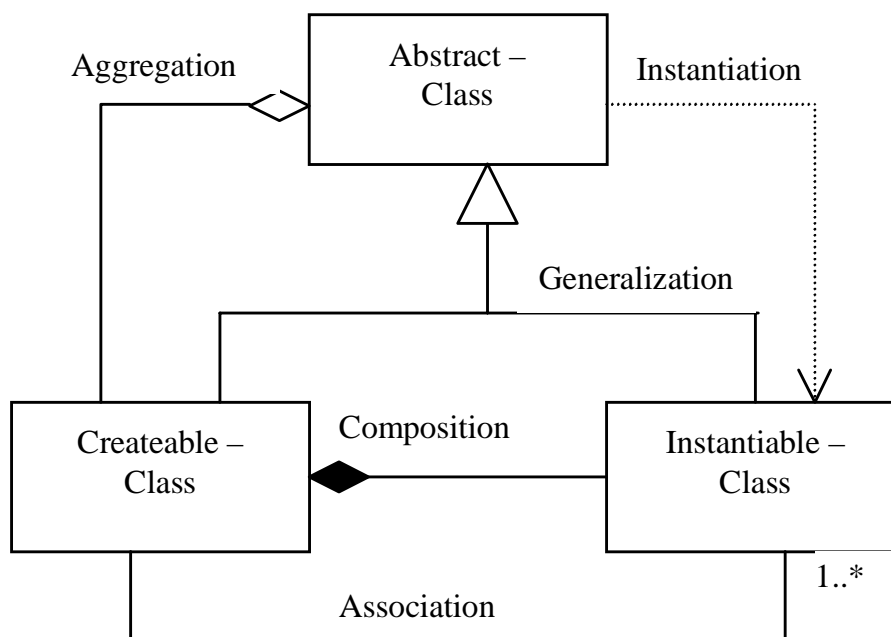 Aggregation
Abstract –
Class
Instantiation
Generalization
Createable –
Class
Composition
Instantiable –
Class
1..*
Association